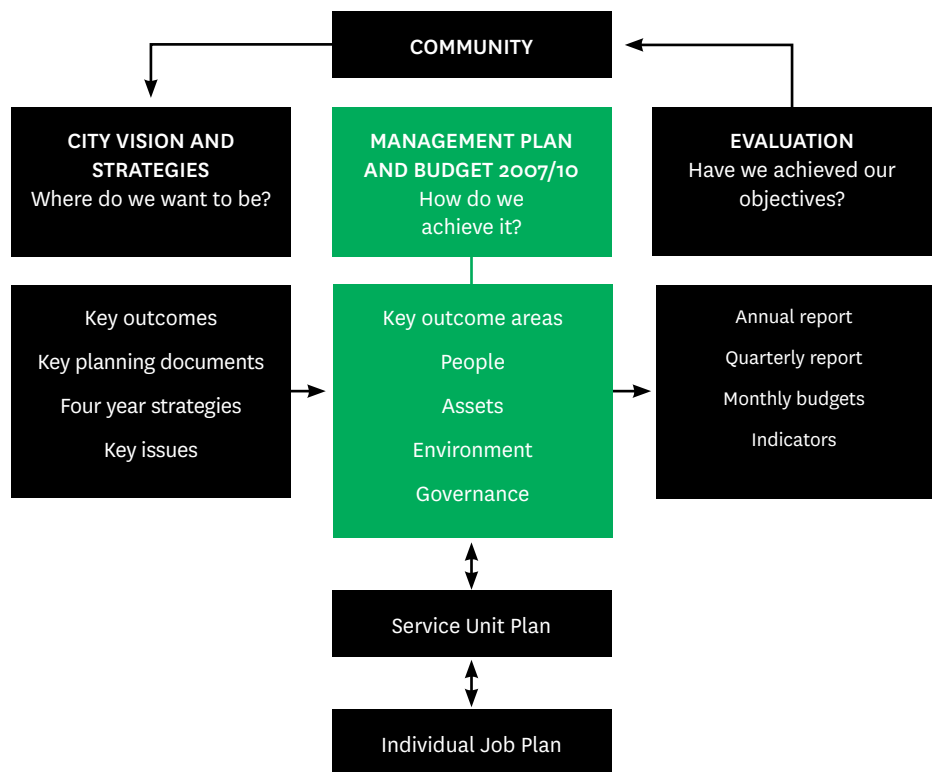 COMMUNITY
CITY VISION AND
STRATEGIES
Where do we want to be?
MANAGEMENT PLAN
AND BUDGET 2007/10
How do we
achieve it?
EVALUATION
Have we achieved our
objectives?
Key outcomes
Key planning documents
Four year strategies
Key issues
Key outcome areas
People
Assets
Environment
Governance
Annual report
Quarterly report
Monthly budgets
Indicators
Service Unit Plan
Individual Job Plan